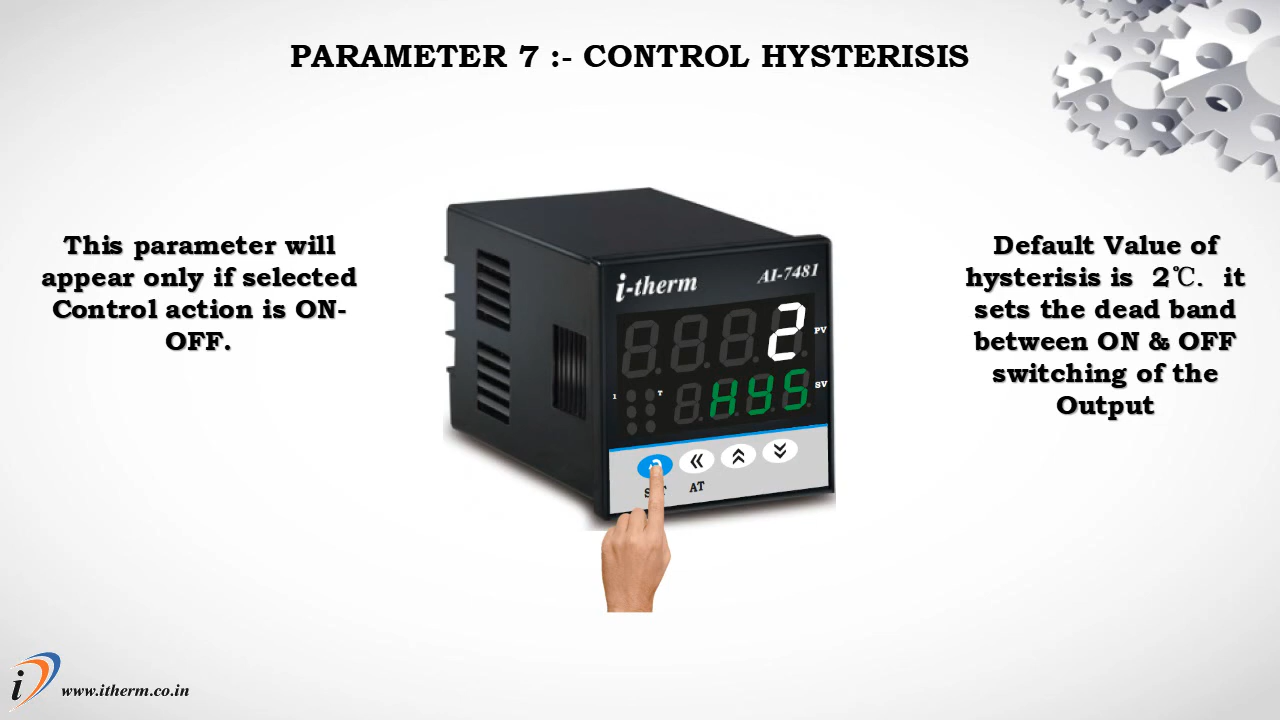 PARAMETER 7 :- CONTROL HYSTERISIS
This parameter will
appear only if selected
Control action is ON-
OFF.
i-therm
AI-7481
2
PV
HYS
SV
1
T
AT
Default Value of
hysterisis is 2℃. it
sets the dead band
between ON & OFF
switching of the
Output
i
www.itherm.co.in